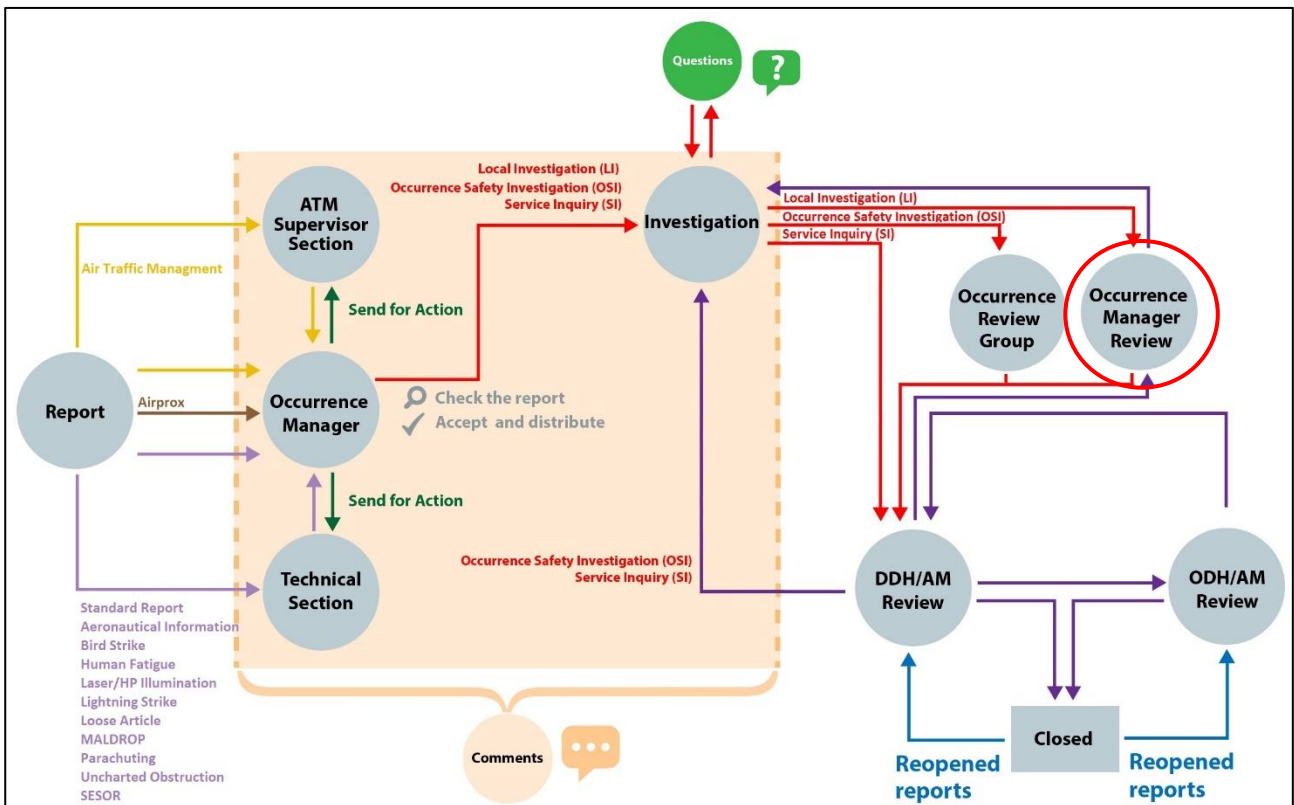 Questions
?
Local Investigation (LI)
Occurrence Safety Investigation (OSI)
Service Inquiry (SI)
ATM
Supervisor
Section
Investigation
Local Investigation (LI)
Occurrence Safety Investigation (OSI)
Service Inquiry (SI)
Air Traffic Managment
Send for Action
Occurrence
Review
Group
Occurrence
Manager
Review
Report
Airprox
Occurrence
Manager
Check the report
Accept and distribute
Send for Action
Technical
Section
Occurrence Safety Investigation (OSI)
Service Inquiry (SI)
DDH/AM
Review
ODH/AM
Review
Standard Report
Aeronautical Information
Bird Strike
Human Fatigue
Laser/HP Illumination
Lightning Strike
Loose Article
MALDROP
Parachuting
Uncharted Obstruction
SESOR
Comments
Closed
Reopened
reports
Reopened
reports